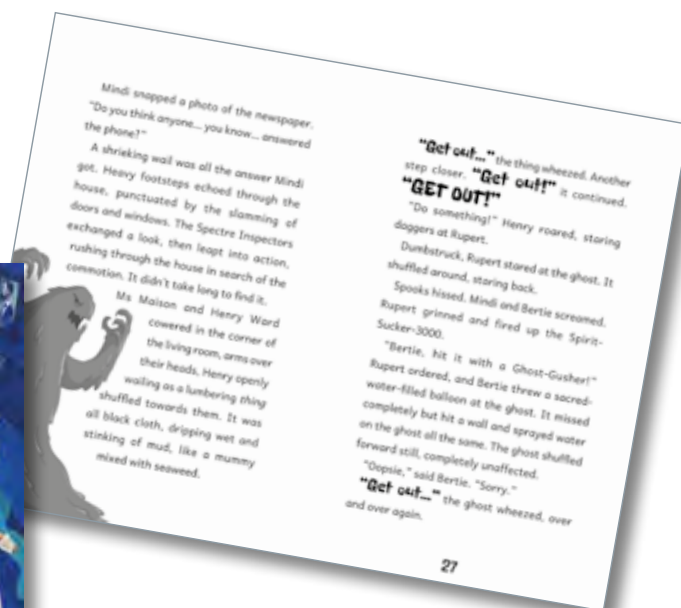 Mindi snapped a photo of the newspaper.
"Do you think anyone... you know... answered
the phone?"
A shrieking wail was all the answer Mindi
got. Heavy footsteps echoed through the
house, punctuated by the slamming of
doors and windows. The Spectre Inspectors
exchanged a look, then leapt into action,
rushing through the house in search of the
commotion. It didn't take long to find it.
Ms Maison and Henry Ward
cowered in the corner of
the living room, arms over
their heads. Henry openly
wailing as a lumbering thing
shuffled towards them. It was
all black cloth, dripping wet and
stinking of mud, like a mummy
mixed with seaweed.
"Get out..." the thing wheezed. Another
step closer. "Get out!" it continued.
"GET OUT!"
"Do something!" Henry roared, staring
daggers at Rupert.
Dumbstruck, Rupert stared at the ghost. It
shuffled around, staring back.
Spooks hissed. Mindi and Bertie screamed.
Rupert grinned and fired up the Spirit-
Sucker-3000.
"Bertie, hit it with a Ghost-Gusher!"
Rupert ordered, and Bertie threw a sacred-
water-filled balloon at the ghost. It missed
completely but hit a wall and sprayed water
on the ghost all the same. The ghost shuffled
forward still, completely unaffected.
"Oopsie," said Bertie. "Sorry."
"Get out..." the ghost wheezed, over
and over again.
27